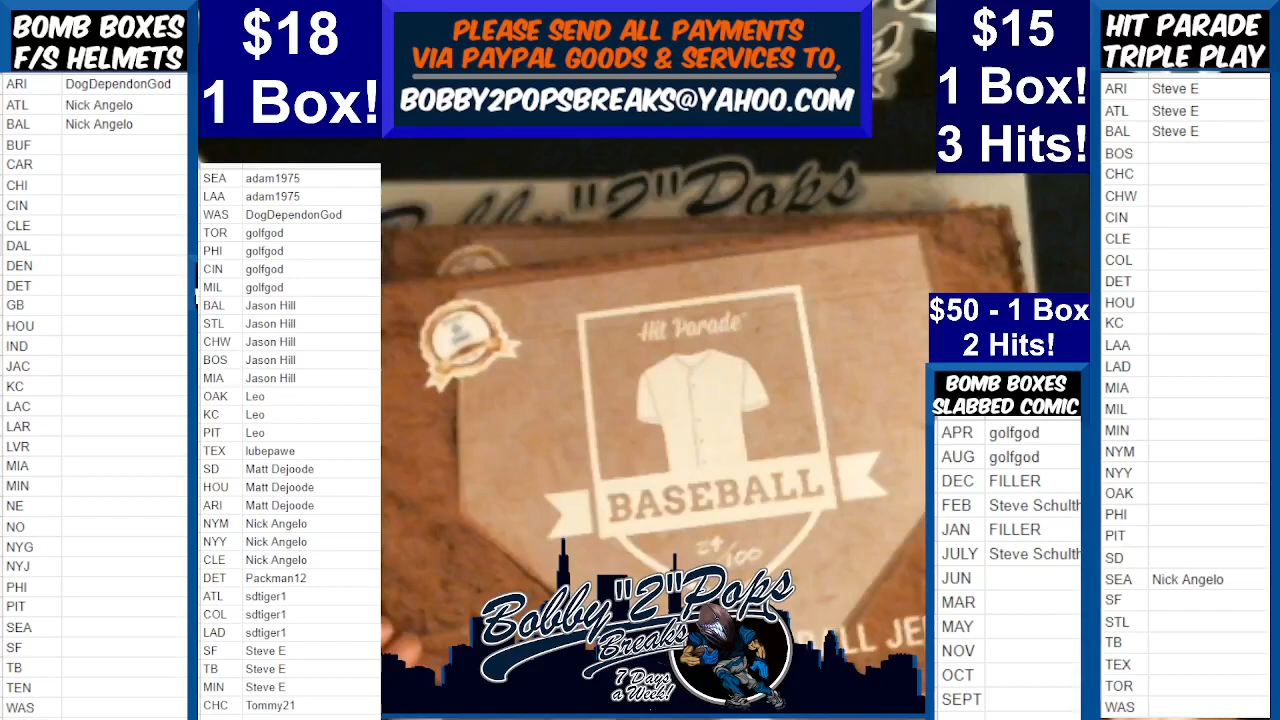 BOMB BOXES
F/S HELMETS
ARI DogDependonGod
ATL Nick Angelo
BAL Nick Angelo
BUF
CAR
CHI
CIN
CLE
DAL
DEN
DET
GB
HOU
IND
JAC
KC
LAC
LAR
LVR
MIA
MIN
NE
NO
NYG
NYJ
PHI
PIT
SEA
SF
TB
TEN
WAS
$18
1 Box!
SEA adam1975
LAA adam1975
WAS DogDependonGod
TOR golfgod
PHI golfgod
CIN golfgod
MIL golfgod
BAL Jason Hill
STL Jason Hill
CHW Jason Hill
BOS Jason Hill
MIA Jason Hill
OAK Leo
KC Leo
PIT Leo
TEX lubepawe
SD Matt Dejoode
HOU Matt Dejoode
ARI Matt Dejoode
NYM Nick Angelo
NYY Nick Angelo
CLE Nick Angelo
DET Packman12
ATL sdtiger1
COL sdtiger1
LAD sdtiger1
SF Steve E
TB Steve E
MIN Steve E
CHC Tommy21
PLEASE SEND ALL PAYMENTS
VIA PAYPAL GOODS & SERVICES TO,
BOBBY2POPSBREAKS@YAHOO.COM
Bobby "2" Pops
Hit Parade
BASEBALL
/100
Bobby "2" Pops
Breaks
7 Days
a Week!
$15
1 Box!
3 Hits!
$50 - 1 Box
2 Hits!
BOMB BOXES
SLABBED COMIC
APR golfgod
AUG golfgod
DEC FILLER
FEB Steve Schulth
JAN FILLER
JULY Steve Schulth
JUN
MAR
MAY
NOV
OCT
SEPT
HIT PARADE
TRIPLE PLAY
ARI Steve E
ATL Steve E
BAL Steve E
BOS
CHC
CHW
CIN
CLE
COL
DET
HOU
KC
LAA
LAD
MIA
MIL
MIN
NYM
NYY
OAK
PHI
PIT
SD
SEA Nick Angelo
SF
STL
TB
TEX
TOR
WAS